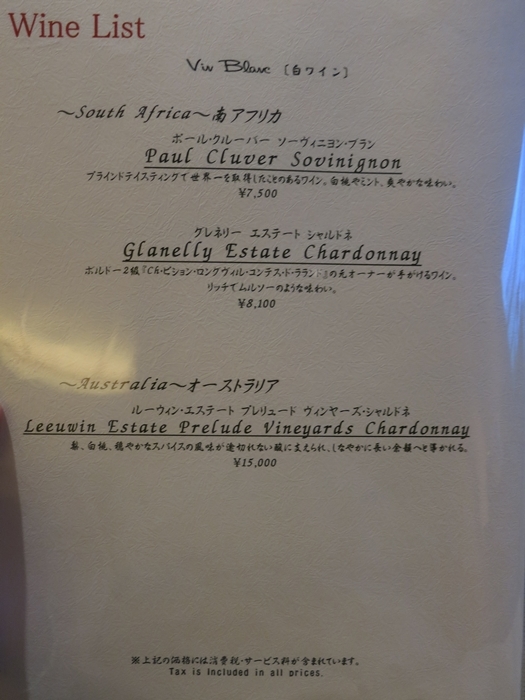 Wine List
Vin Blanc [白ワイン]
~South Africa~南アフリカ
ポール・クルーバー ソーヴィニヨン・ブラン
Paul Cluver Sovinignon
ブラインドテイスティングで世界一を取得したことのあるワイン。白桃やミント、爽やかな味わい。
¥7,500
グレネリー エステート シャルドネ
Glanelly Estate Chardonnay
ボルドー2級『Ch.ピション・ロングヴィル・コンテス・ド・ラランド』の元オーナーが手がけるワイン。
リッチでムルソーのような味わい。
¥8,100
~Australia~オーストラリア
ルーウィン・エステート プレリュード ヴィンヤーズ・シャルドネ
Leeuwin Estate Prelude Vineyards Chardonnay
梨、白桃、穏やかなスパイスの風味が途切れない酸に支えられ、しなやかに長い余韻へと導かれる。
¥15,000
※上記の価格には消費税・サービス料が含まれています。
Tax is included in all prices.